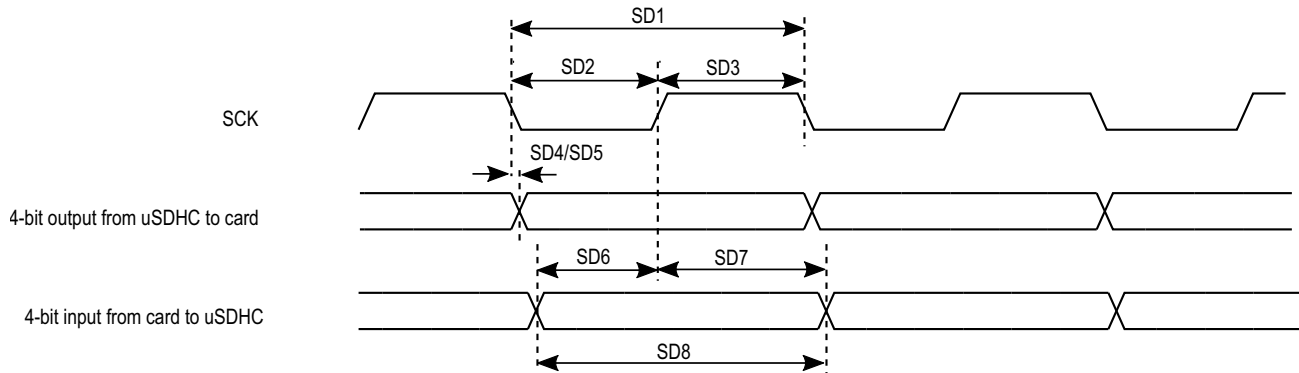 SD1
SD2 SD3
SCK
SD4/SD5
4-bit output from uSDHC to card
SD6 SD7
4-bit input from card to uSDHC
SD8